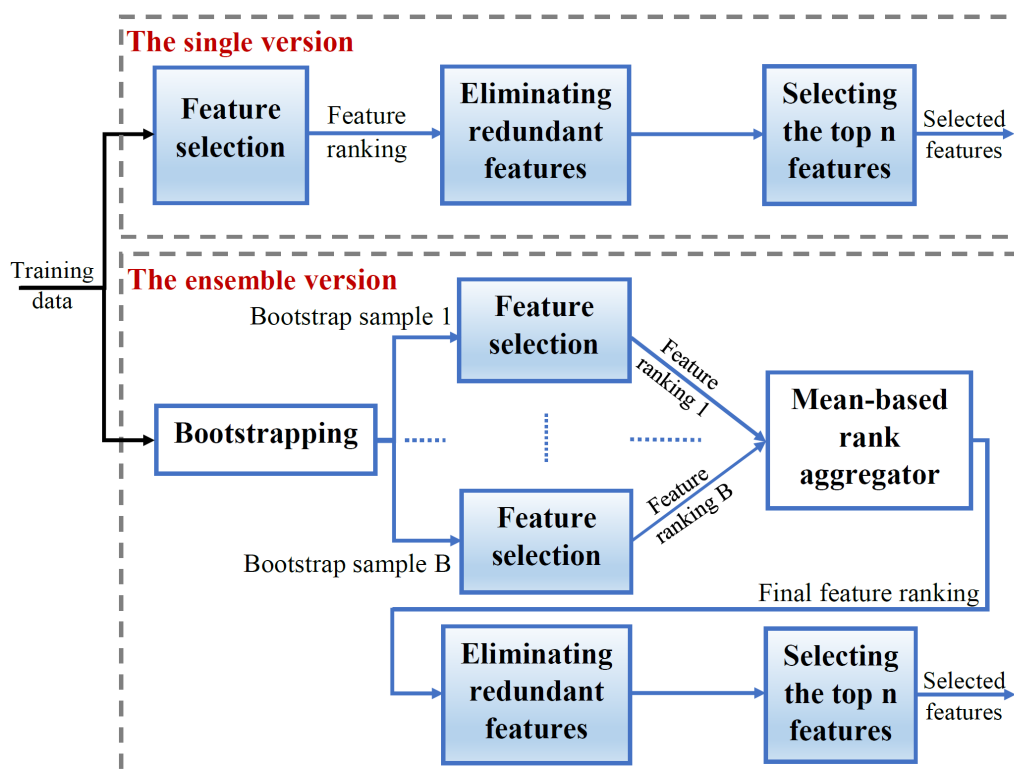 The single version
Feature
selection
Feature
ranking
Eliminating
redundant
features
Selecting
the top n
features
Selected
features
Training
data
The ensemble version
Bootstrap sample 1
Feature
selection
Feature
ranking 1
Bootstrapping
Mean-based
rank
aggregator
Feature
ranking B
Feature
selection
Bootstrap sample B
Final feature ranking
Eliminating
redundant
features
Selecting
the top n
features
Selected
features